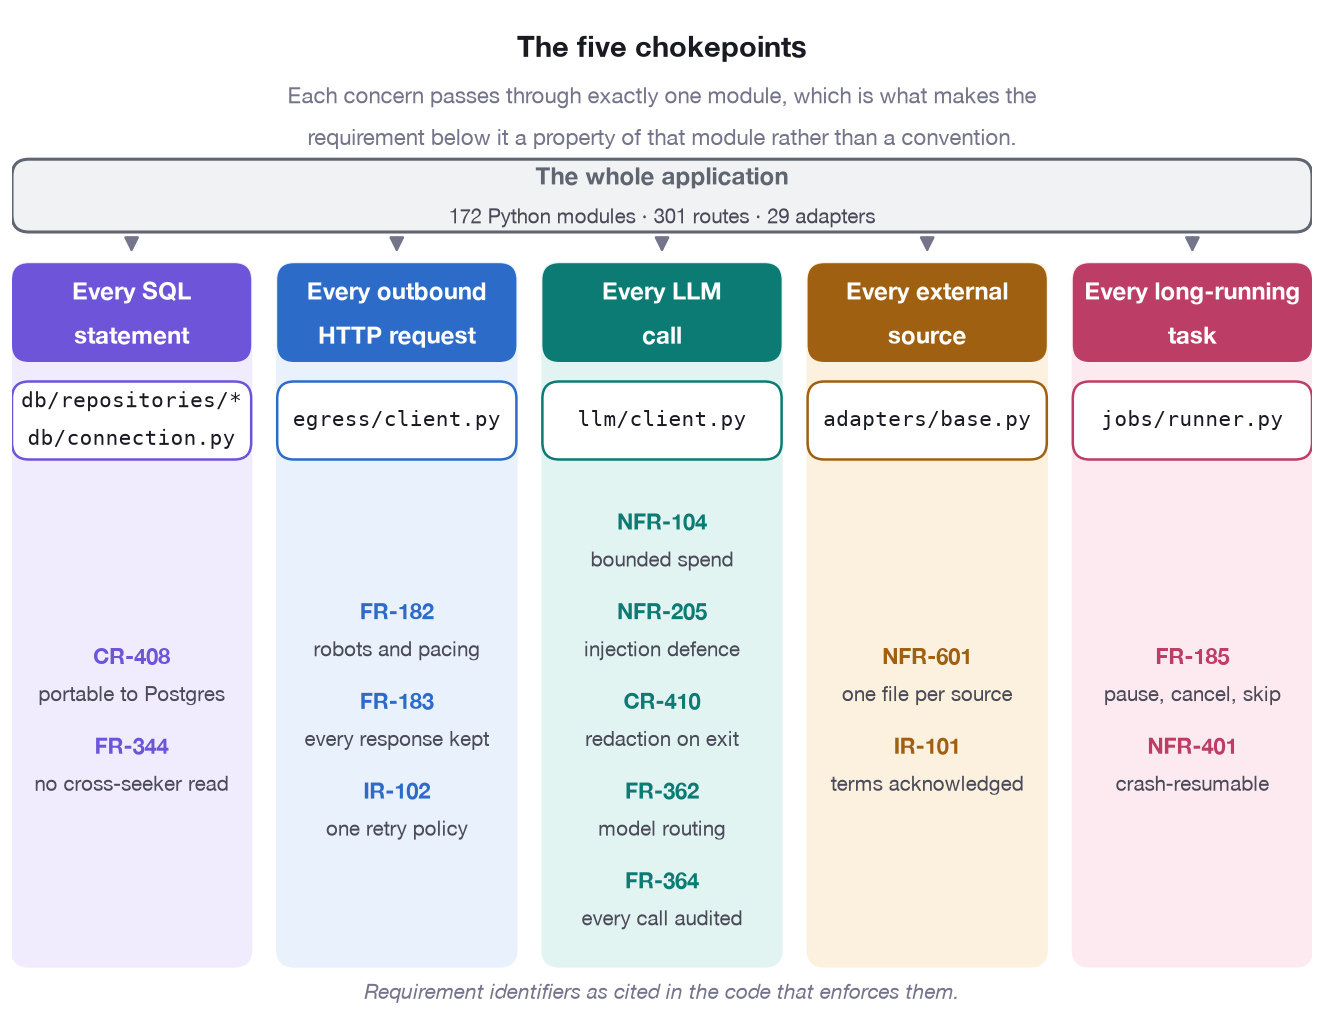 The five chokepoints
Each concern passes through exactly one module, which is what makes the
requirement below it a property of that module rather than a convention.
The whole application
172 Python modules · 301 routes · 29 adapters
Every SQL
statement
db/repositories/*
db/connection.py
CR-408
portable to Postgres
FR-344
no cross-seeker read
Every outbound
HTTP request
egress/client.py
FR-182
robots and pacing
FR-183
every response kept
IR-102
one retry policy
Every LLM
call
llm/client.py
NFR-104
bounded spend
NFR-205
injection defence
CR-410
redaction on exit
FR-362
model routing
FR-364
every call audited
Every external
source
adapters/base.py
NFR-601
one file per source
IR-101
terms acknowledged
Every long-running
task
jobs/runner.py
FR-185
pause, cancel, skip
NFR-401
crash-resumable
Requirement identifiers as cited in the code that enforces them.